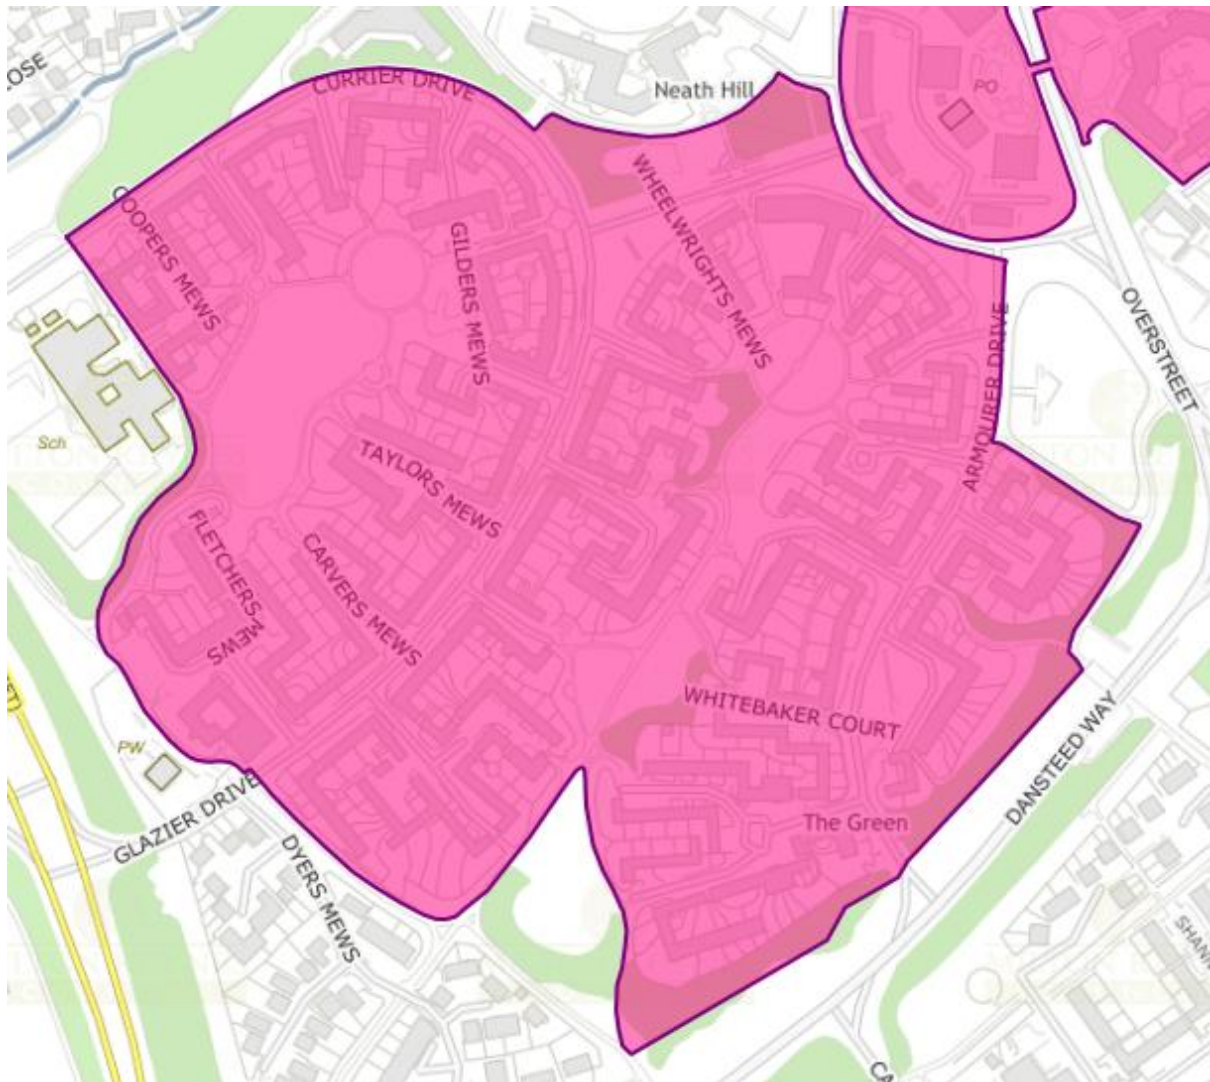 OSE
CURRIER DRIVE
Neath Hill
PO
COOPERS MEWS
WHEELWRIGHTS MEWS
GILDERS MEWS
OVERSTREET
ARMOURER DRIVE
Sch
TAYLORS MEWS
FLETCHERS MEWS
CARVERS MEWS
WHITEBAKER COURT
PW
DANSTEED WAY
GLAZIER DRIVE
The Green
DYERS MEWS
SHANN
CA